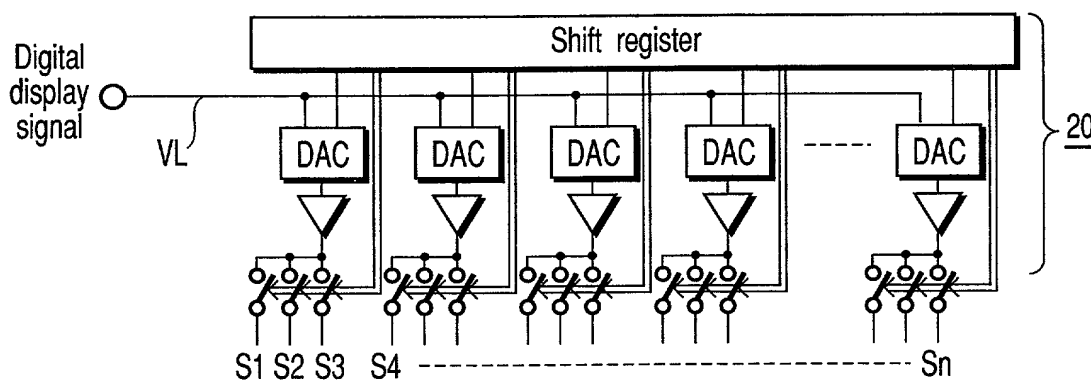 Shift register
Digital
display
signal
VL
DAC DAC DAC DAC DAC
20
S1 S2 S3 S4 Sn